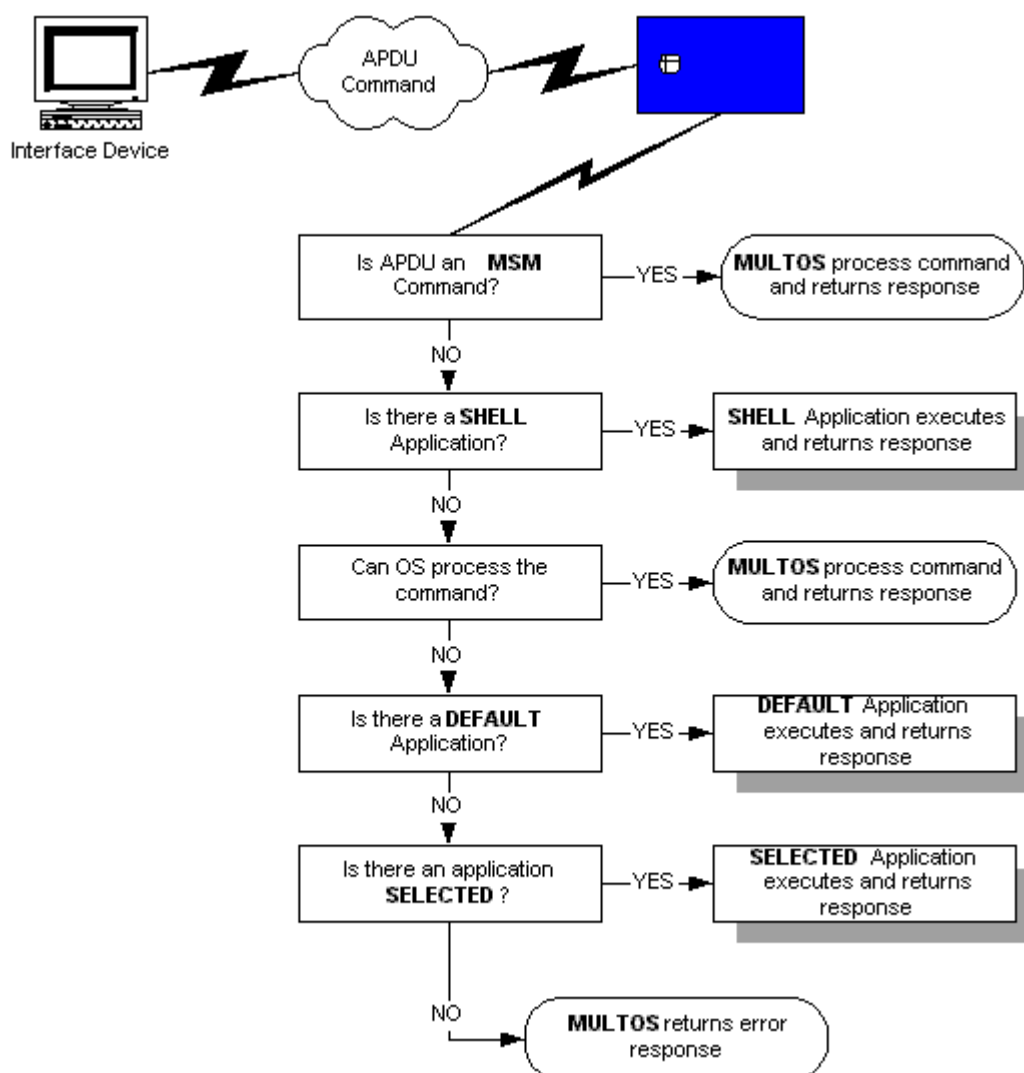 APDU
Command
Interface Device
Is APDU an MSM
Command?
YES
MULTOS process command
and returns response
NO
Is there a SHELL
Application?
YES
SHELL Application executes
and returns response
NO
Can OS process the
command?
YES
MULTOS process command
and returns response
NO
Is there a DEFAULT
Application?
YES
DEFAULT Application
executes and returns
response
NO
Is there an application
SELECTED ?
YES
SELECTED Application
executes and returns
response
NO
MULTOS returns error
response